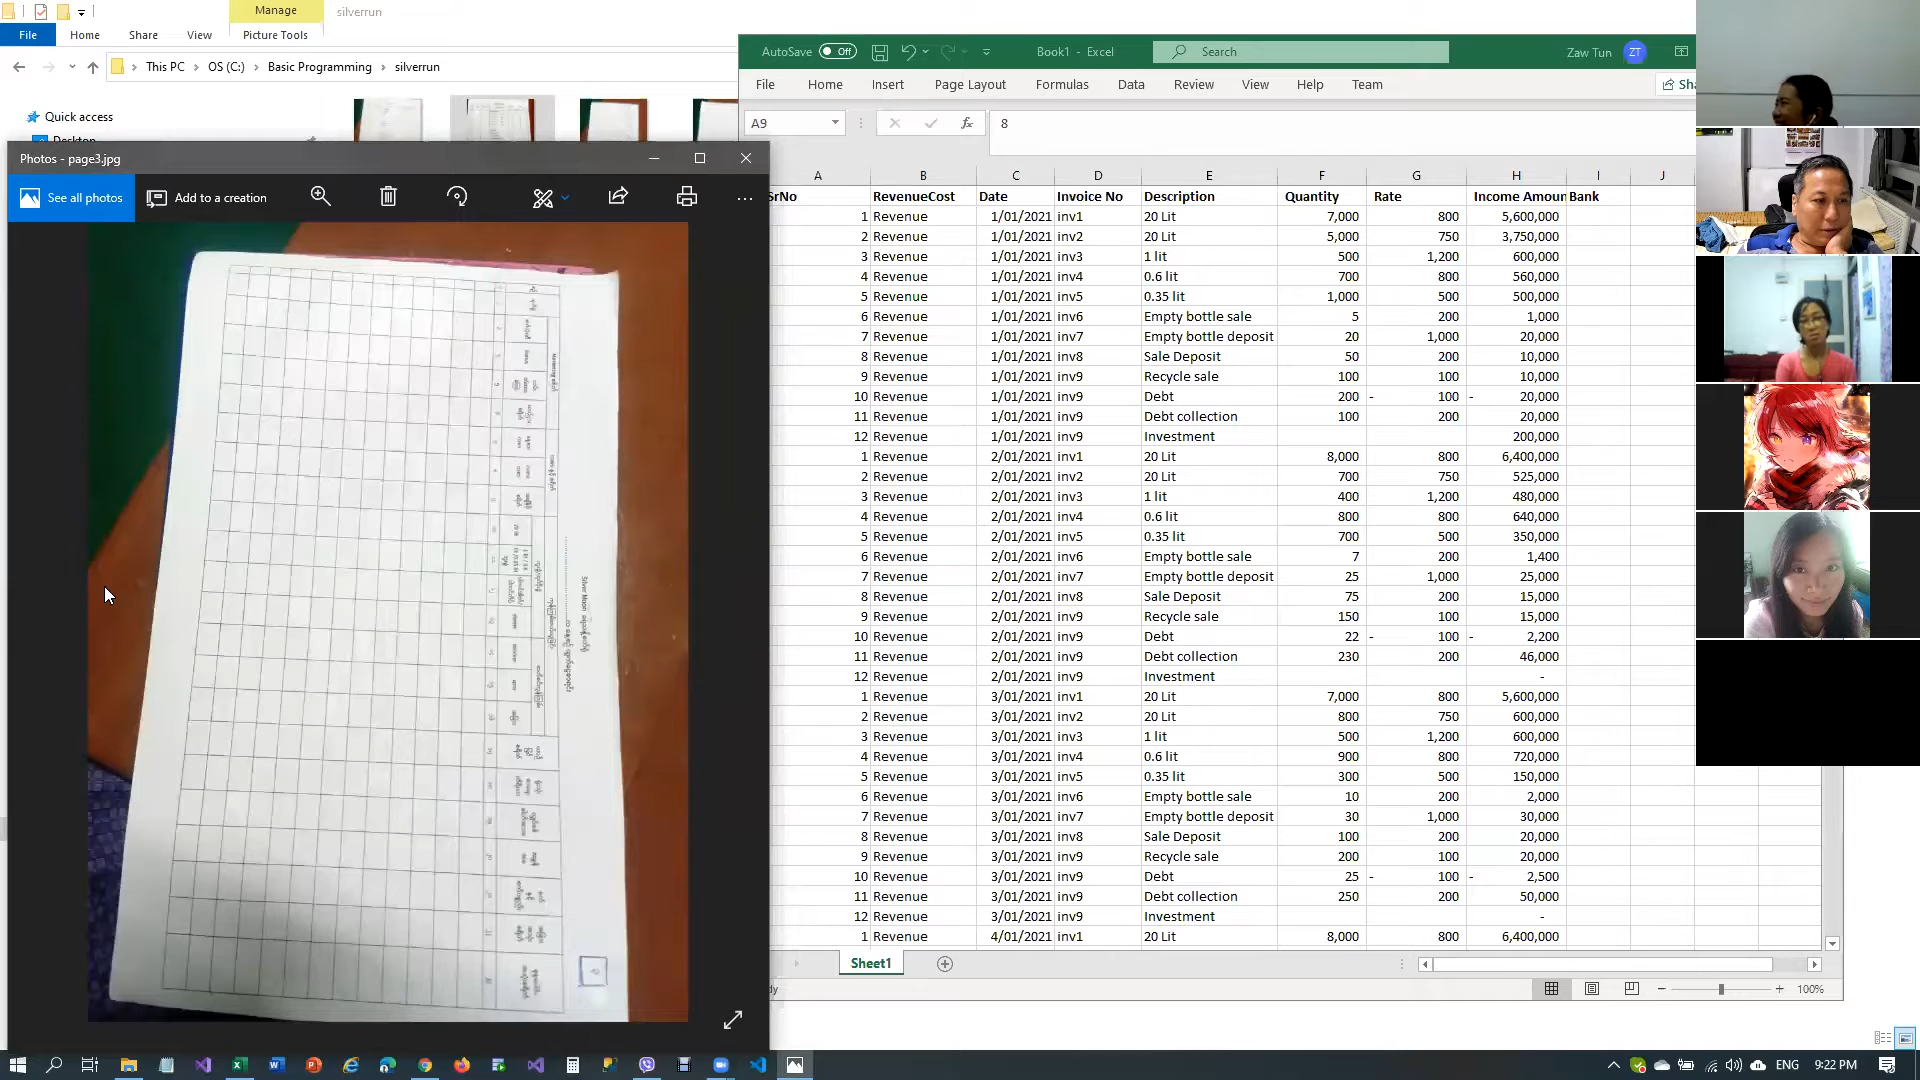 Manage
silverrun
File
Home
Share
View
Picture Tools
This PC
OS (C:)
Basic Programming
silverrun
Quick access
Desktop
Photos - page3.jpg
See all photos
Add to a creation
AutoSave
Off
Book1 - Excel
Search
Zaw Tun
ZT
File
Home
Insert
Page Layout
Formulas
Data
Review
View
Help
Team
A9
fx
8
A B C D E F G H I J
SrNo RevenueCost Date Invoice No Description Quantity Rate Income Amoun Bank
1 Revenue 1/01/2021 inv1 20 Lit 7,000 800 5,600,000
2 Revenue 1/01/2021 inv2 20 Lit 5,000 750 3,750,000
3 Revenue 1/01/2021 inv3 1 lit 500 1,200 600,000
4 Revenue 1/01/2021 inv4 0.6 lit 700 800 560,000
5 Revenue 1/01/2021 inv5 0.35 lit 1,000 500 500,000
6 Revenue 1/01/2021 inv6 Empty bottle sale 5 200 1,000
7 Revenue 1/01/2021 inv7 Empty bottle deposit 20 1,000 20,000
8 Revenue 1/01/2021 inv8 Sale Deposit 50 200 10,000
9 Revenue 1/01/2021 inv9 Recycle sale 100 100 10,000
10 Revenue 1/01/2021 inv9 Debt 200 - 100 - 20,000
11 Revenue 1/01/2021 inv9 Debt collection 100 200 20,000
12 Revenue 1/01/2021 inv9 Investment 200,000
1 Revenue 2/01/2021 inv1 20 Lit 8,000 800 6,400,000
2 Revenue 2/01/2021 inv2 20 Lit 700 750 525,000
3 Revenue 2/01/2021 inv3 1 lit 400 1,200 480,000
4 Revenue 2/01/2021 inv4 0.6 lit 800 800 640,000
5 Revenue 2/01/2021 inv5 0.35 lit 700 500 350,000
6 Revenue 2/01/2021 inv6 Empty bottle sale 7 200 1,400
7 Revenue 2/01/2021 inv7 Empty bottle deposit 25 1,000 25,000
8 Revenue 2/01/2021 inv8 Sale Deposit 75 200 15,000
9 Revenue 2/01/2021 inv9 Recycle sale 150 100 15,000
10 Revenue 2/01/2021 inv9 Debt 22 - 100 - 2,200
11 Revenue 2/01/2021 inv9 Debt collection 230 200 46,000
12 Revenue 2/01/2021 inv9 Investment -
1 Revenue 3/01/2021 inv1 20 Lit 7,000 800 5,600,000
2 Revenue 3/01/2021 inv2 20 Lit 800 750 600,000
3 Revenue 3/01/2021 inv3 1 lit 500 1,200 600,000
4 Revenue 3/01/2021 inv4 0.6 lit 900 800 720,000
5 Revenue 3/01/2021 inv5 0.35 lit 300 500 150,000
6 Revenue 3/01/2021 inv6 Empty bottle sale 10 200 2,000
7 Revenue 3/01/2021 inv7 Empty bottle deposit 30 1,000 30,000
8 Revenue 3/01/2021 inv8 Sale Deposit 100 200 20,000
9 Revenue 3/01/2021 inv9 Recycle sale 200 100 20,000
10 Revenue 3/01/2021 inv9 Debt 25 - 100 - 2,500
11 Revenue 3/01/2021 inv9 Debt collection 250 200 50,000
12 Revenue 3/01/2021 inv9 Investment -
1 Revenue 4/01/2021 inv1 20 Lit 8,000 800 6,400,000
Sheet1
100%
Silver Moon
ENG
9:22 PM